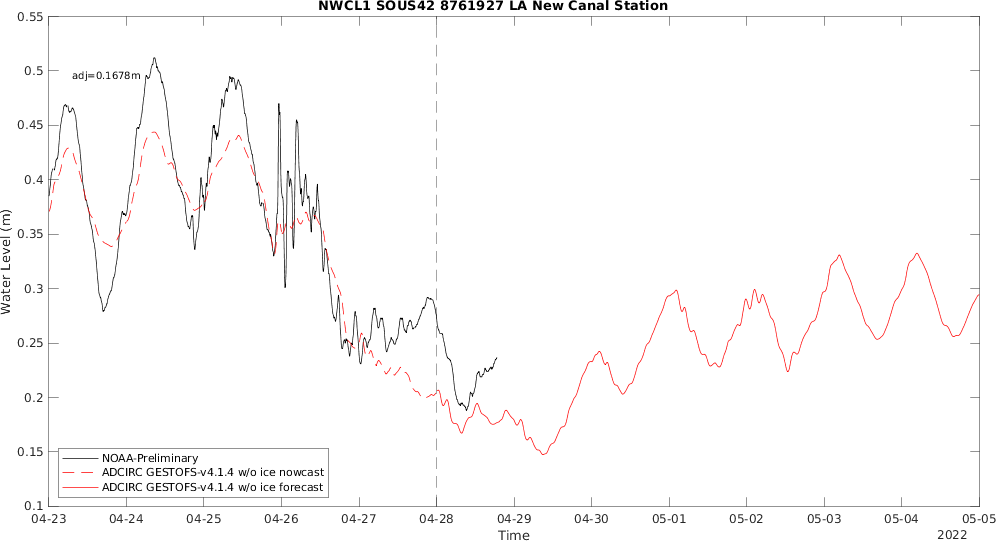 NWCL1 SOUS42 8761927 LA New Canal Station
adj=0.1678m
Water Level (m)
0.55
0.5
0.45
0.4
0.35
0.3
0.25
0.2
0.15
0.1
NOAA-Preliminary
ADCIRC GESTOFS-v4.1.4 w/o ice nowcast
ADCIRC GESTOFS-v4.1.4 w/o ice forecast
04-23 04-24 04-25 04-26 04-27 04-28 04-29 04-30 05-01 05-02 05-03 05-04 05-05
Time
2022